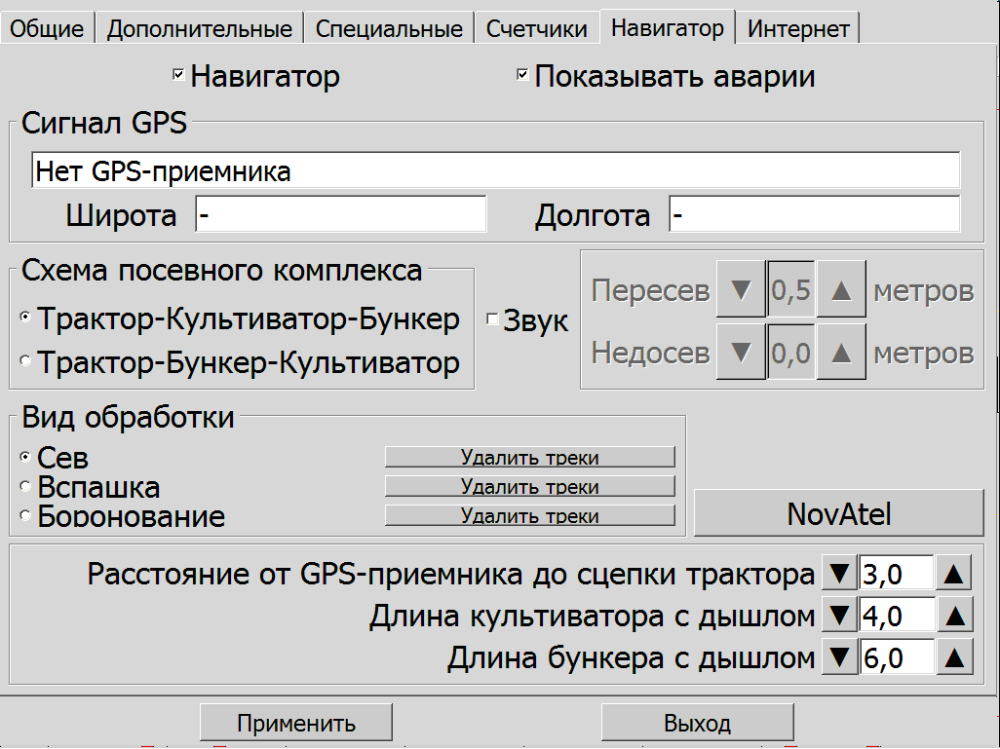 Общие Дополнительные Специальные Счетчики Навигатор Интернет
Навигатор Показывать аварии
Сигнал GPS
Нет GPS-приемника
Широта - Долгота -
Схема посевного комплекса
Трактор-Культиватор-Бункер
Трактор-Бункер-Культиватор
Звук
Пересев ▼ 0,5 ▲ метров
Недосев ▼ 0,0 ▲ метров
Вид обработки
Сев Удалить треки
Вспашка Удалить треки
Боронование Удалить треки
NovAtel
Расстояние от GPS-приемника до сцепки трактора ▼ 3,0 ▲
Длина культиватора с дышлом ▼ 4,0 ▲
Длина бункера с дышлом ▼ 6,0 ▲
Применить Выход